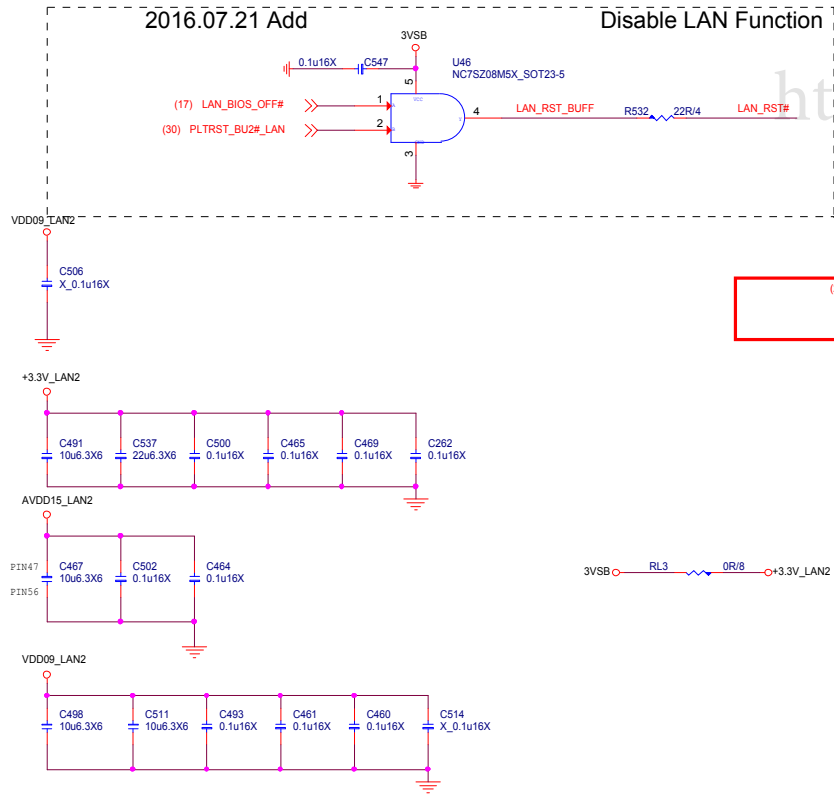 2016.07.21 Add
Disable LAN Function
3VSB
0.1u16X
C547
U46
NC7SZ08M5X_SOT23-5
5
VCC
(17) LAN_BIOS_OFF#
1
A
4
Y
LAN_RST_BUFF
R532
22R/4
LAN_RST#
(30) PLTRST_BU2#_LAN
2
B
GND
3
ht
VDD09_LAN2
C506
X_0.1u16X
(
+3.3V_LAN2
C491
10u6.3X6
C537
22u6.3X6
C500
0.1u16X
C465
0.1u16X
C469
0.1u16X
C262
0.1u16X
AVDD15_LAN2
PIN47
PIN56
C467
10u6.3X6
C502
0.1u16X
C464
0.1u16X
3VSB
RL3
0R/8
+3.3V_LAN2
VDD09_LAN2
C498
10u6.3X6
C511
10u6.3X6
C493
0.1u16X
C461
0.1u16X
C460
0.1u16X
C514
X_0.1u16X